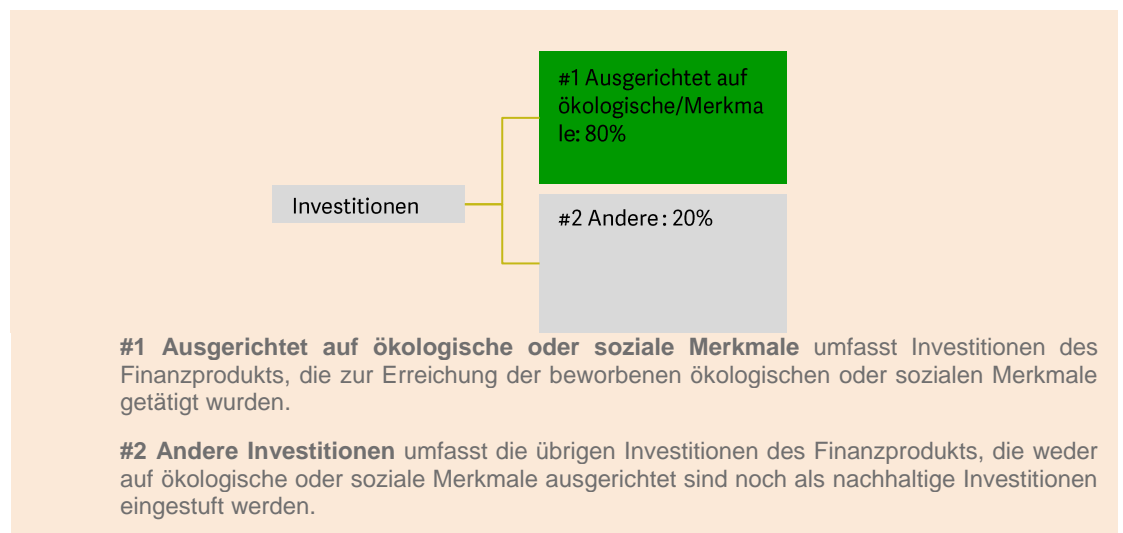 #1 Ausgerichtet auf
ökologische/Merkma
le: 80%
Investitionen
#2 Andere: 20%
#1 Ausgerichtet auf ökologische oder soziale Merkmale umfasst Investitionen des
Finanzprodukts, die zur Erreichung der beworbenen ökologischen oder sozialen Merkmale
getätigt wurden.
#2 Andere Investitionen umfasst die übrigen Investitionen des Finanzprodukts, die weder
auf ökologische oder soziale Merkmale ausgerichtet sind noch als nachhaltige Investitionen
eingestuft werden.